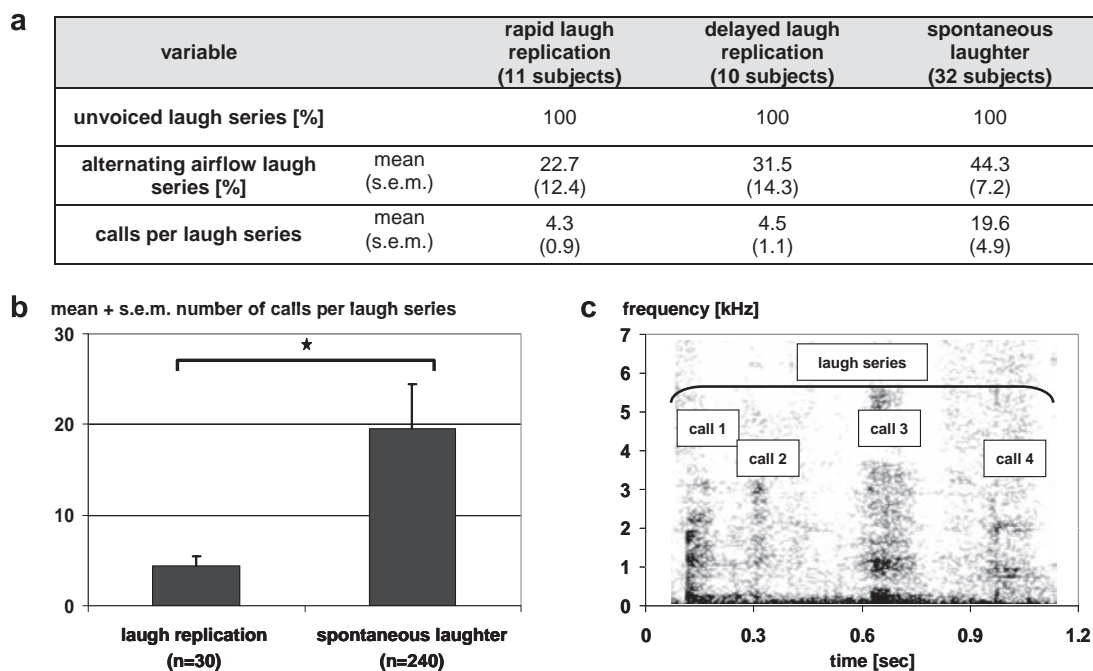 a
variable
rapid laugh
replication
(11 subjects)
delayed laugh
replication
(10 subjects)
spontaneous
laughter
(32 subjects)
unvoiced laugh series [%]
100
100
100
alternating airflow laugh
series [%]
mean
(s.e.m.)
22.7
(12.4)
31.5
(14.3)
44.3
(7.2)
calls per laugh series
mean
(s.e.m.)
4.3
(0.9)
4.5
(1.1)
19.6
(4.9)
b
mean + s.e.m. number of calls per laugh series
30
20
10
0
★
laugh replication
(n=30)
spontaneous laughter
(n=240)
c
frequency [kHz]
7
6
5
4
3
2
1
0
laugh series
call 1
call 2
call 3
call 4
0
0.3
0.6
0.9
1.2
time [sec]